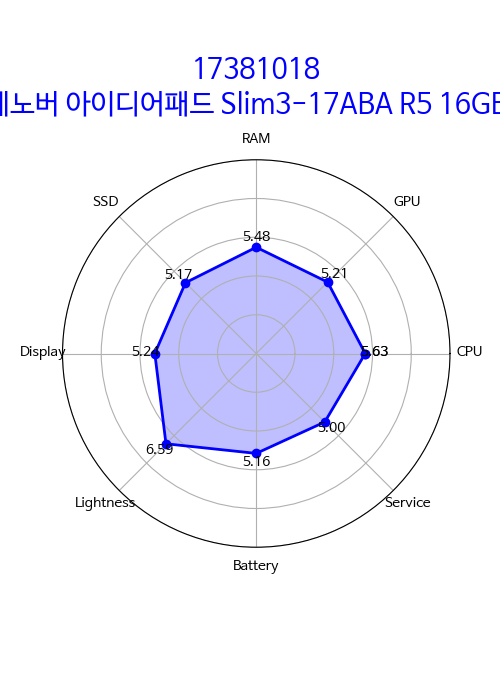 17381018
레노버 아이디어패드 Slim3-17ABA R5 16GB
RAM
SSD
GPU
5.48
5.17
5.21
Display
5.24
5.63
CPU
6.59
5.00
5.16
Lightness
Service
Battery